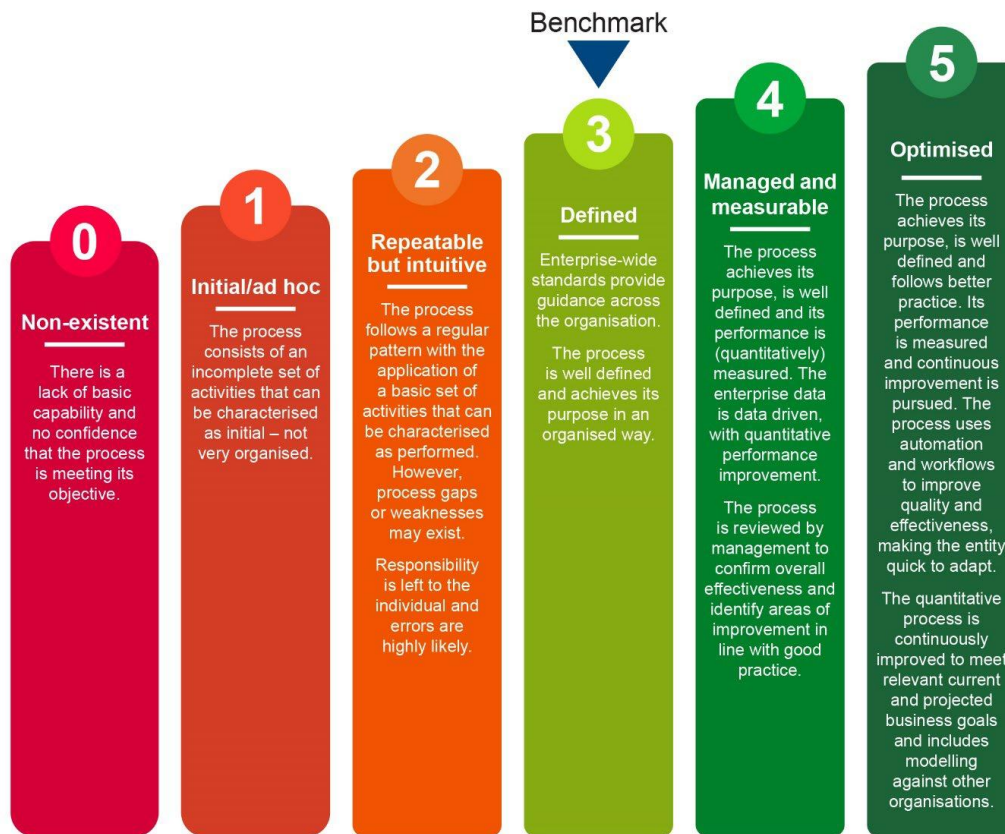 Benchmark
0
Non-existent
There is a
lack of basic
capability and
no confidence
that the process
is meeting its
objective.
1
Initial/ad hoc
The process
consists of an
incomplete set of
activities that can
be characterised
as initial – not
very organised.
2
Repeatable
but intuitive
The process
follows a regular
pattern with the
application of
a basic set of
activities that can
be characterised
as performed.
However,
process gaps
or weaknesses
may exist.
Responsibility
is left to the
individual and
errors are
highly likely.
3
Defined
Enterprise-wide
standards provide
guidance across
the organisation.
The process
is well defined
and achieves its
purpose in an
organised way.
4
Managed and
measurable
The process
achieves its
purpose, is well
defined and its
performance is
(quantitatively)
measured. The
enterprise data
is data driven,
with quantitative
performance
improvement.
The process
is reviewed by
management to
confirm overall
effectiveness and
identify areas of
improvement in
line with good
practice.
5
Optimised
The process
achieves its
purpose, is well
defined and
follows better
practice. Its
performance
is measured
and continuous
improvement is
pursued. The
process uses
automation
and workflows
to improve
quality and
effectiveness,
making the entity
quick to adapt.
The quantitative
process is
continuously
improved to meet
relevant current
and projected
business goals
and includes
modelling
against other
organisations.